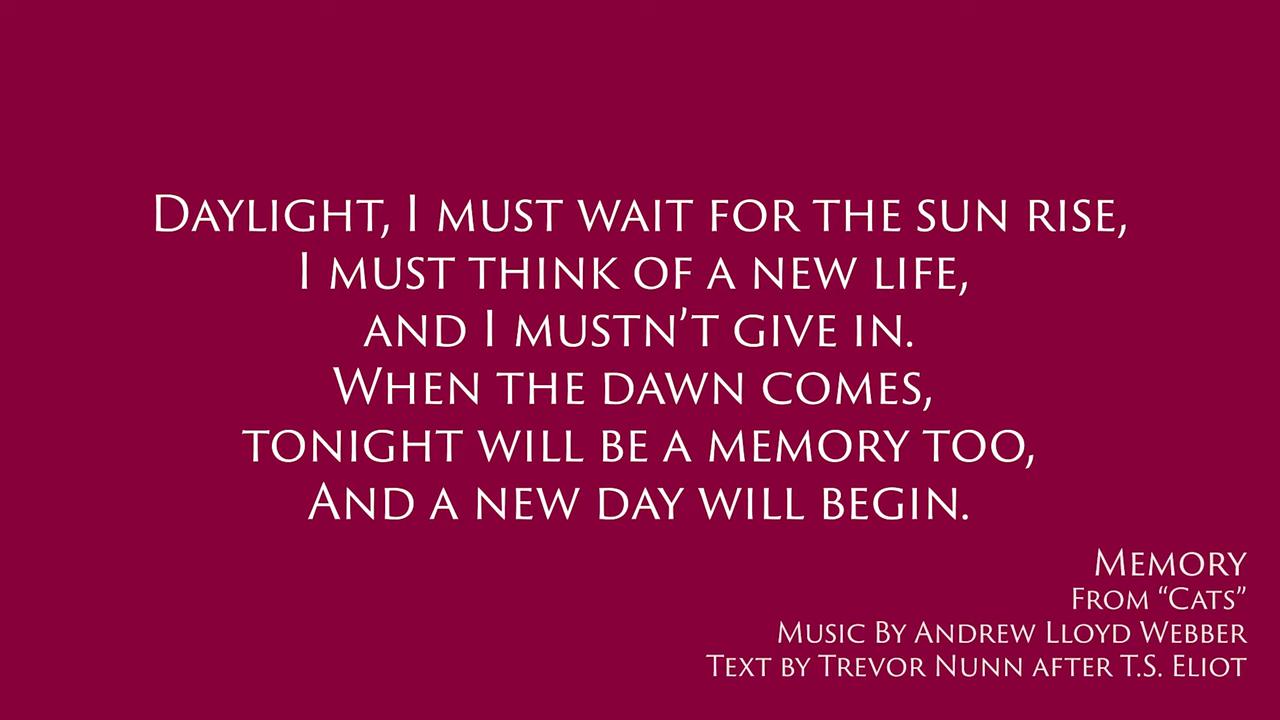 Daylight, I must wait for the sun rise,
I must think of a new life,
and I mustn't give in.
When the dawn comes,
tonight will be a memory too,
And a new day will begin.
Memory
From “Cats”
Music By Andrew Lloyd Webber
Text by Trevor Nunn after T.S. Eliot